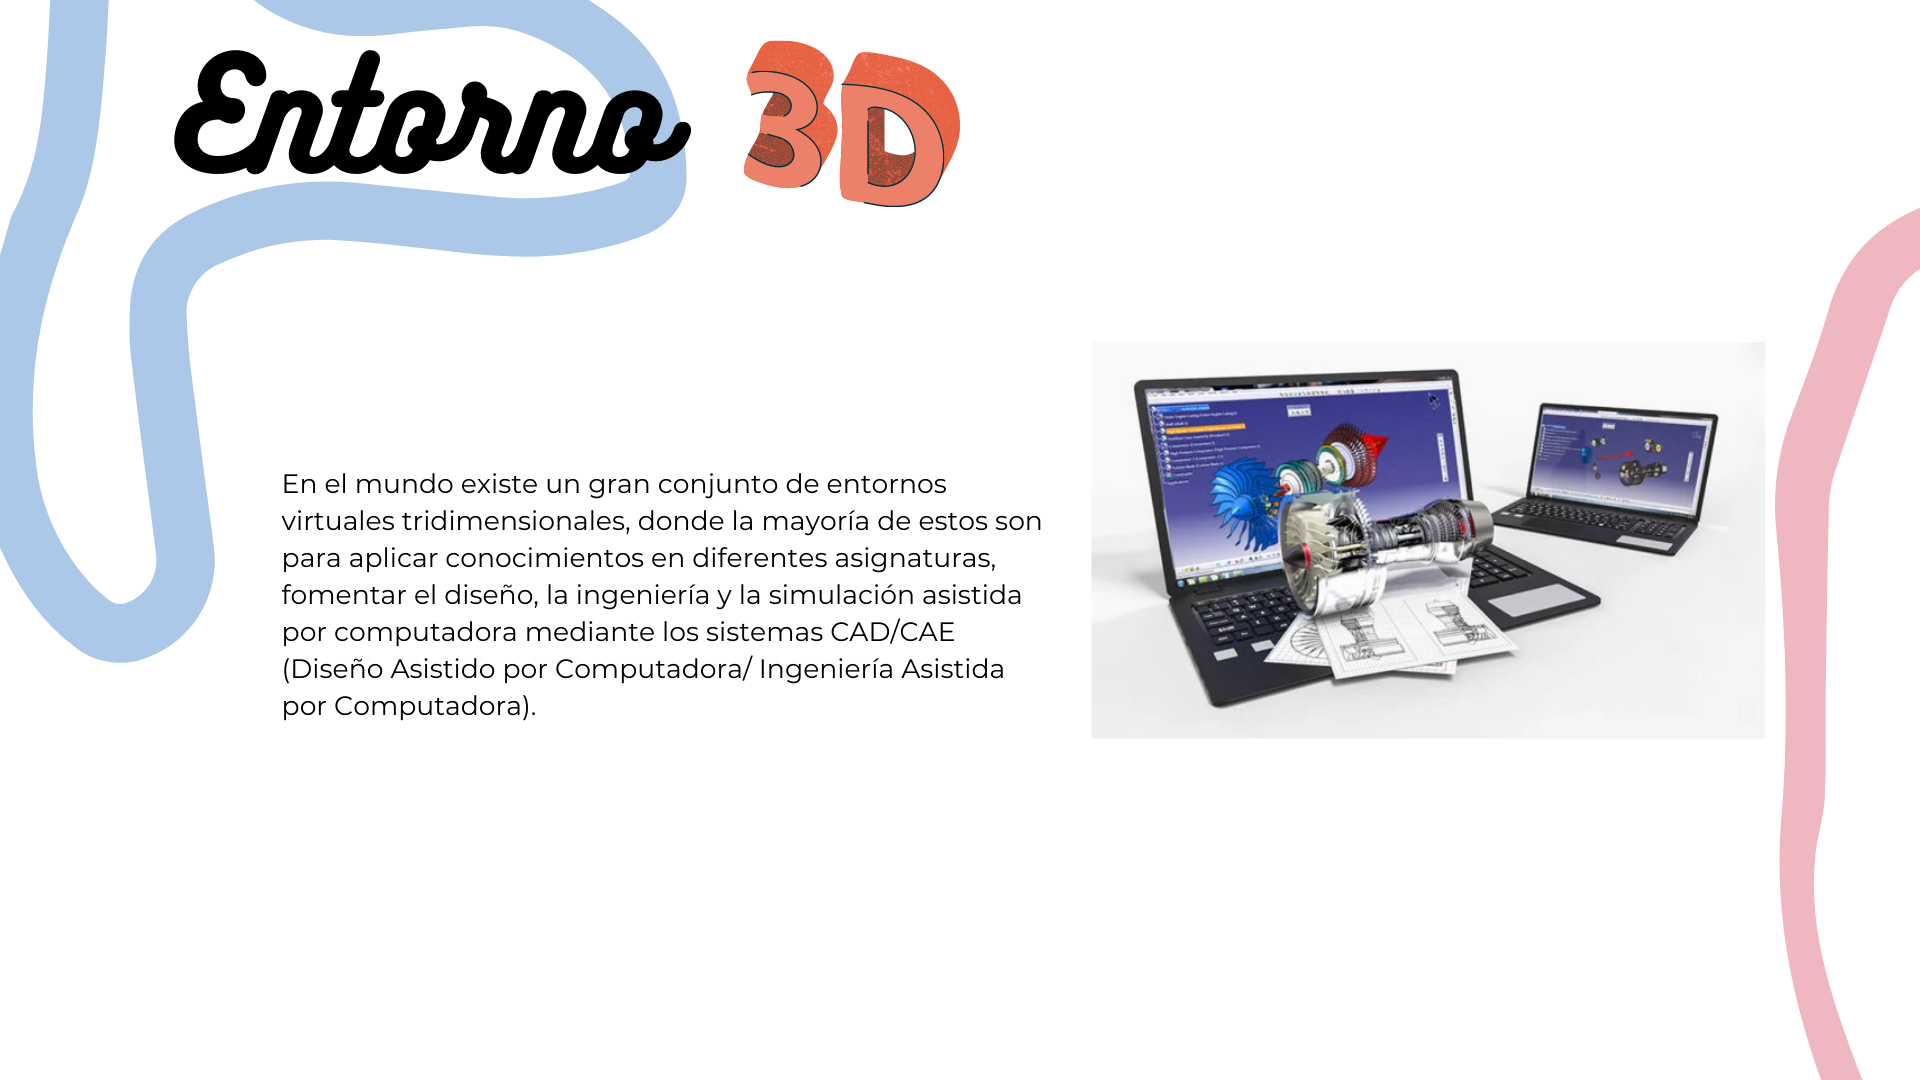 Entorno 3D
En el mundo existe un gran conjunto de entornos
virtuales tridimensionales, donde la mayoría de estos son
para aplicar conocimientos en diferentes asignaturas,
fomentar el diseño, la ingeniería y la simulación asistida
por computadora mediante los sistemas CAD/CAE
(Diseño Asistido por Computadora/ Ingeniería Asistida
por Computadora).